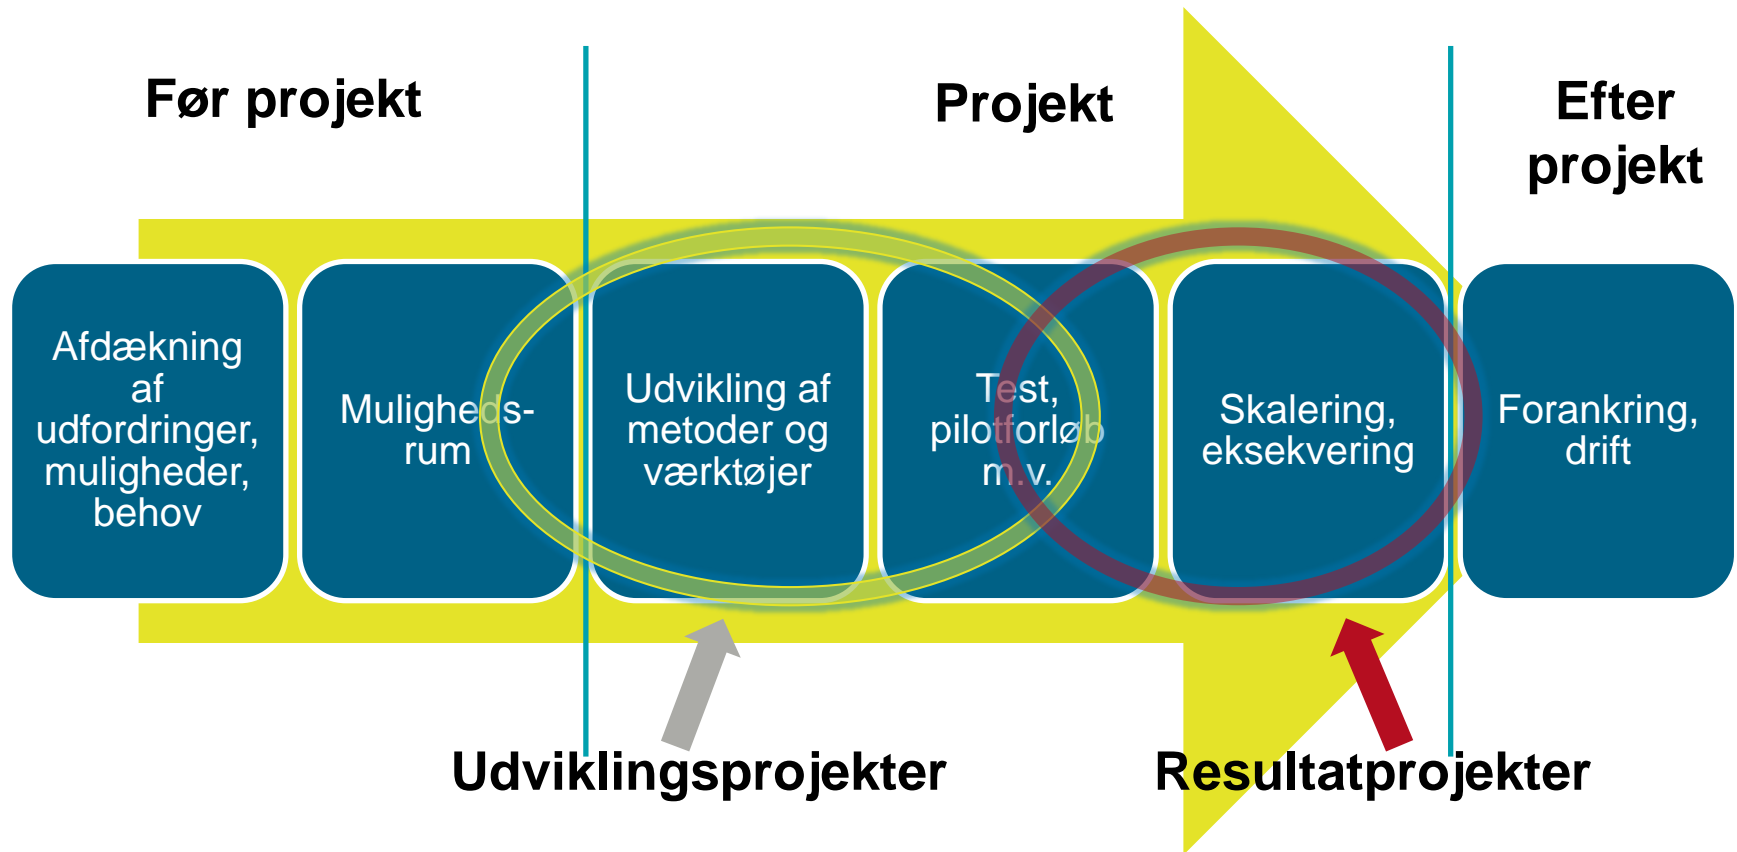 Før projekt
Projekt
Efter
projekt
Afdækning
af
udfordringer,
muligheder,
behov
Muligheds-
rum
Udvikling af
metoder og
værktøjer
Test,
pilotforløb
m.v.
Skalering,
eksekvering
Forankring,
drift
Udviklingsprojekter
Resultatprojekter